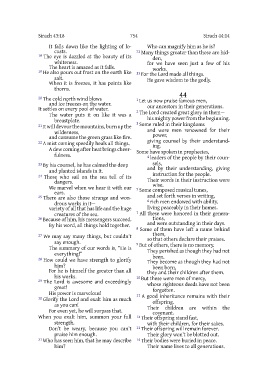 Sirach 43:18
751
Sirach 44:14
It falls down like the lighting of locusts.
18 The eye is dazzled at the beauty of its
whiteness.
The heart is amazed as it falls.
19 He also pours out frost on the earth like
salt.
When it is freezes, it has points like
thorns.
20 The cold north wind blows,
and ice freezes on the water.
It settles on every pool of water.
The water puts it on like it was a
breastplate.
21 It will devour the mountains, burn up the
wilderness,
and consume the green grass like fire.
22 A mist coming speedily heals all things.
A dew coming after heat brings cheerfulness.
23 By his counsel, he has calmed the deep
and planted islands in it.
24 Those who sail on the sea tell of its
dangers.
We marvel when we hear it with our
ears.
25 There are also those strange and wondrous works in it—
variety of all that has life and the huge
creatures of the sea.
26 Because of him, his messengers succeed.
By his word, all things hold together.
27 We may say many things, but couldn't
say enough.
The summary of our words is, "He is
everything!"
28 How could we have strength to glorify
him?
For he is himself the greater than all
his works.
29 The Lord is awesome and exceedingly
great!
His power is marvelous!
30 Glorify the Lord and exalt him as much
as you can!
For even yet, he will surpass that.
When you exalt him, summon your full
strength.
Don't be weary, because you can't
praise him enough.
31 Who has seen him, that he may describe
him?
Who can magnify him as he is?
32 Many things greater than these are hidden,
for we have seen just a few of his
works.
33 For the Lord made all things.
He gave wisdom to the godly.
44
1 Let us now praise famous men,
our ancestors in their generations.
2 The Lord created great glory in them—
his mighty power from the beginning.
3 Some ruled in their kingdoms
and were men renowned for their
power,
giving counsel by their understanding.
Some have spoken in prophecies,
4 leaders of the people by their counsels,
and by their understanding, giving
instruction for the people.
Their words in their instruction were
wise.
5 Some composed musical tunes,
and set forth verses in writing,
6 rich men endowed with ability,
living peaceably in their homes.
7 All these were honored in their generations,
and were outstanding in their days.
8 Some of them have left a name behind
them,
so that others declare their praises.
9 But of others, there is no memory.
They perished as though they had not
been.
They become as though they had not
been born,
they and their children after them.
10 But these were men of mercy,
whose righteous deeds have not been
forgotten.
11 A good inheritance remains with their
offspring.
Their children are within the
covenant.
12 Their offspring stand fast,
with their children, for their sakes.
13 Their offspring will remain forever.
Their glory won't be blotted out.
14 Their bodies were buried in peace.
Their name lives to all generations.